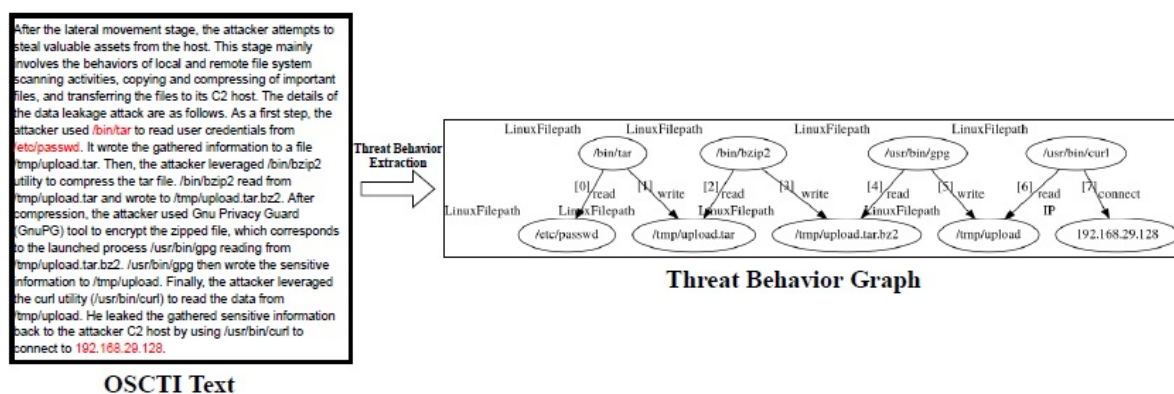 After the lateral movement stage, the attacker attempts to
steal valuable assets from the host. This stage mainly
involves the behaviors of local and remote file system
scanning activities, copying and compressing of important
files, and transferring the files to its C2 host. The details of
the data leakage attack are as follows. As a first step, the
attacker used /bin/tar to read user credentials from
/etc/passwd. It wrote the gathered information to a file
/tmp/upload.tar. Then, the attacker leveraged /bin/bzip2
utility to compress the tar file. /bin/bzip2 read from
/tmp/upload.tar and wrote to /tmp/upload.tar.bz2. After
compression, the attacker used Gnu Privacy Guard
(GnuPG) tool to encrypt the zipped file, which corresponds
to the launched process /usr/bin/gpg reading from
/tmp/upload.tar.bz2. /usr/bin/gpg then wrote the sensitive
information to /tmp/upload. Finally, the attacker leveraged
the curl utility (/usr/bin/curl) to read the data from
/tmp/upload. He leaked the gathered sensitive information
back to the attacker C2 host by using /usr/bin/curl to
connect to 192.168.29.128.
OSCTI Text
Threat Behavior
Extraction
LinuxFilepath LinuxFilepath LinuxFilepath LinuxFilepath
/bin/tar /bin/bzip2 /usr/bin/gpg /usr/bin/curl
[0] read [1] write [2] read [3] write [4] read [5] write [6] read [7] connect
LinuxFilepath LinuxFilepath LinuxFilepath LinuxFilepath IP
/etc/passwd /tmp/upload.tar /tmp/upload.tar.bz2 /tmp/upload 192.168.29.128
Threat Behavior Graph